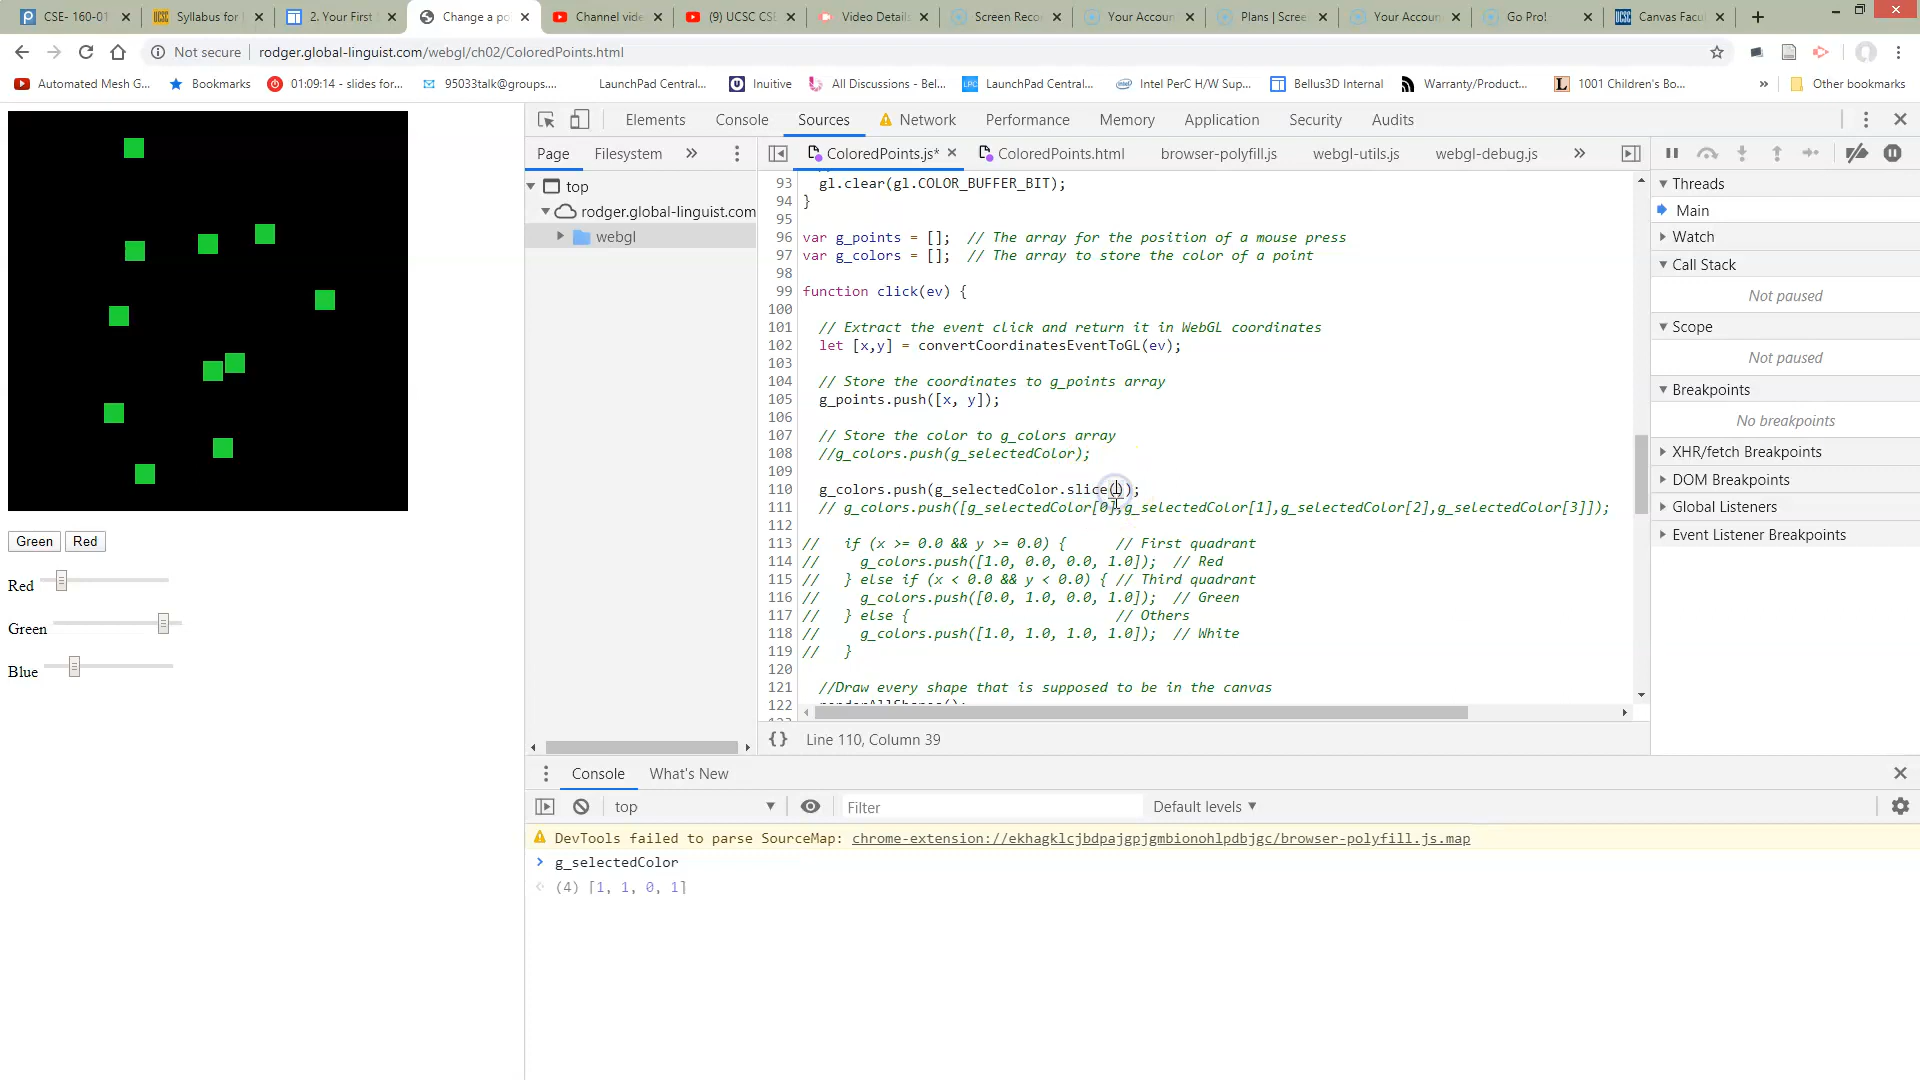 CSE- 160-01
Syllabus for
2. Your First
Change a po
Channel vide
(9) UCSC CSE
Video Details
Screen Reco
Your Accoun
Plans | Scree
Your Accoun
Go Pro!
Canvas Facu
Not secure
rodger.global-linguist.com/webgl/ch02/ColoredPoints.html
Automated Mesh G...
Bookmarks
01:09:14 - slides for...
95033talk@groups....
LaunchPad Central...
Inuitive
All Discussions - Bel...
LaunchPad Central...
Intel PerC H/W Sup...
Bellus3D Internal
Warranty/Product...
1001 Children's Bo...
»
Other bookmarks
Green
Red
Red
Green
Blue
Elements
Console
Sources
Network
Performance
Memory
Application
Security
Audits
Page
Filesystem
»
ColoredPoints.js*
ColoredPoints.html
browser-polyfill.js
webgl-utils.js
webgl-debug.js
»
top
rodger.global-linguist.com
webgl
93 gl.clear(gl.COLOR_BUFFER_BIT);
94 }
95
96 var g_points = []; // The array for the position of a mouse press
97 var g_colors = []; // The array to store the color of a point
98
99 function click(ev) {
100
101 // Extract the event click and return it in WebGL coordinates
102 let [x,y] = convertCoordinatesEventToGL(ev);
103
104 // Store the coordinates to g_points array
105 g_points.push([x, y]);
106
107 // Store the color to g_colors array
108 //g_colors.push(g_selectedColor);
109
110 g_colors.push(g_selectedColor.slice());
111 // g_colors.push([g_selectedColor[0],g_selectedColor[1],g_selectedColor[2],g_selectedColor[3]]);
112
113 // if (x >= 0.0 && y >= 0.0) { // First quadrant
114 // g_colors.push([1.0, 0.0, 0.0, 1.0]); // Red
115 // } else if (x < 0.0 && y < 0.0) { // Third quadrant
116 // g_colors.push([0.0, 1.0, 0.0, 1.0]); // Green
117 // } else { // Others
118 // g_colors.push([1.0, 1.0, 1.0, 1.0]); // White
119 // }
120
121 //Draw every shape that is supposed to be in the canvas
122 renderAllShapes();
{} Line 110, Column 39
Threads
Main
Watch
Call Stack
Not paused
Scope
Not paused
Breakpoints
No breakpoints
XHR/fetch Breakpoints
DOM Breakpoints
Global Listeners
Event Listener Breakpoints
Console
What's New
top
Filter
Default levels
DevTools failed to parse SourceMap: chrome-extension://ekhagklcjbdpajgpjgmbionohlpdbjgc/browser-polyfill.js.map
> g_selectedColor
(4) [1, 1, 0, 1]